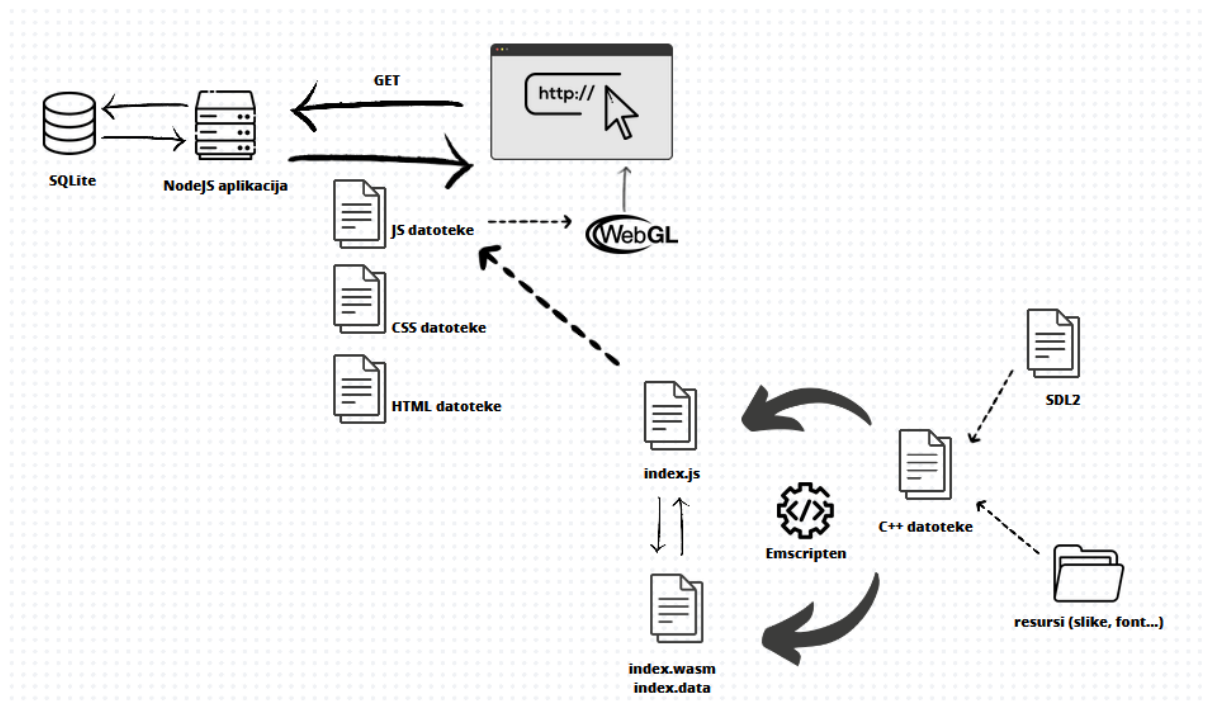 GET
http://
SQLite
NodeJS aplikacija
JS datoteke
WebGL
CSS datoteke
HTML datoteke
SDL2
index.js
C++ datoteke
Emscripten
resursi (slike, font...)
index.wasm
index.data